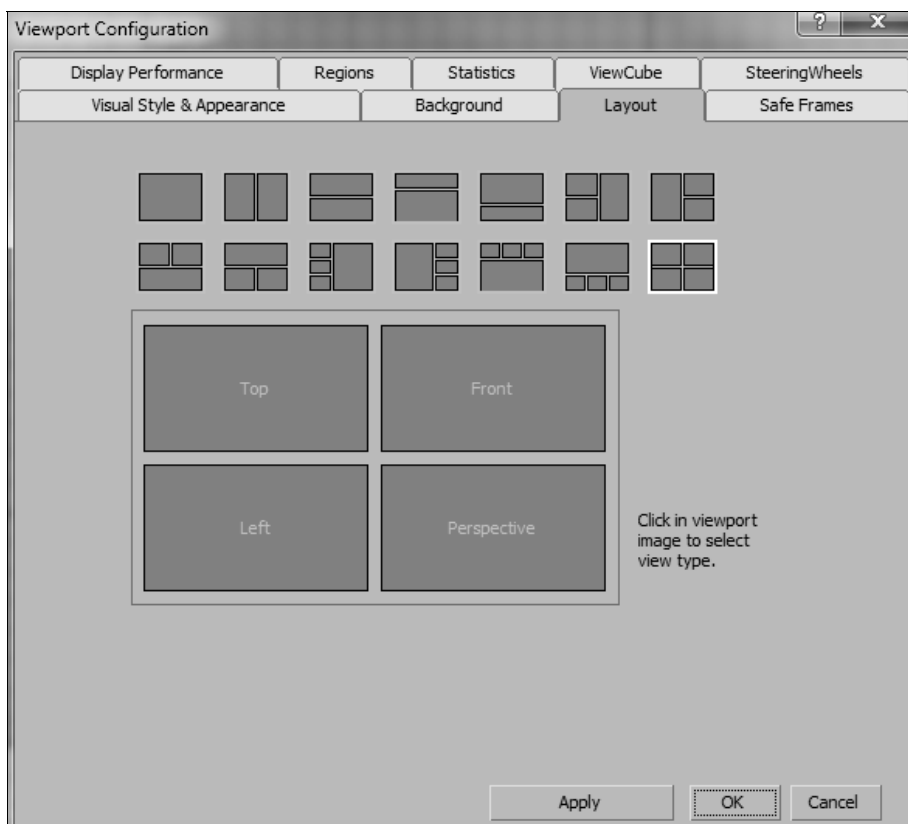 Viewport Configuration ? X
Display Performance Regions Statistics ViewCube SteeringWheels
Visual Style & Appearance Background Layout Safe Frames
Top Front
Left Perspective
Click in viewport
image to select
view type.
Apply OK Cancel